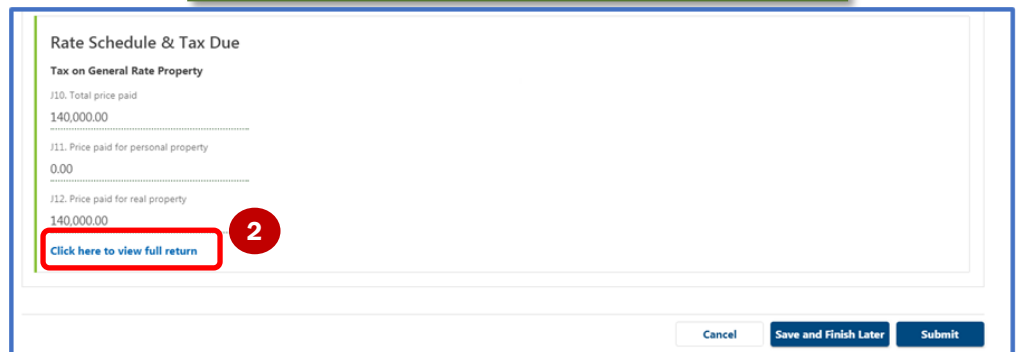 Rate Schedule & Tax Due
Tax on General Rate Property
J10. Total price paid
140,000.00
J11. Price paid for personal property
0.00
J12. Price paid for real property
140,000.00
2
Click here to view full return
Cancel Save and Finish Later Submit